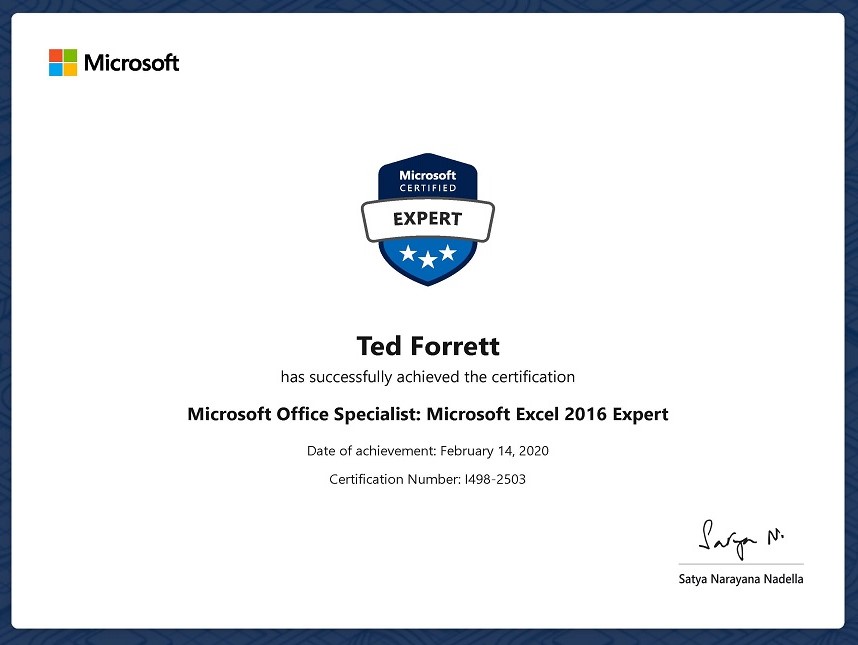 Microsoft
Microsoft
CERTIFIED
EXPERT
Ted Forrett
has successfully achieved the certification
Microsoft Office Specialist: Microsoft Excel 2016 Expert
Date of achievement: February 14, 2020
Certification Number: I498-2503
Satya N.
Satya Narayana Nadella